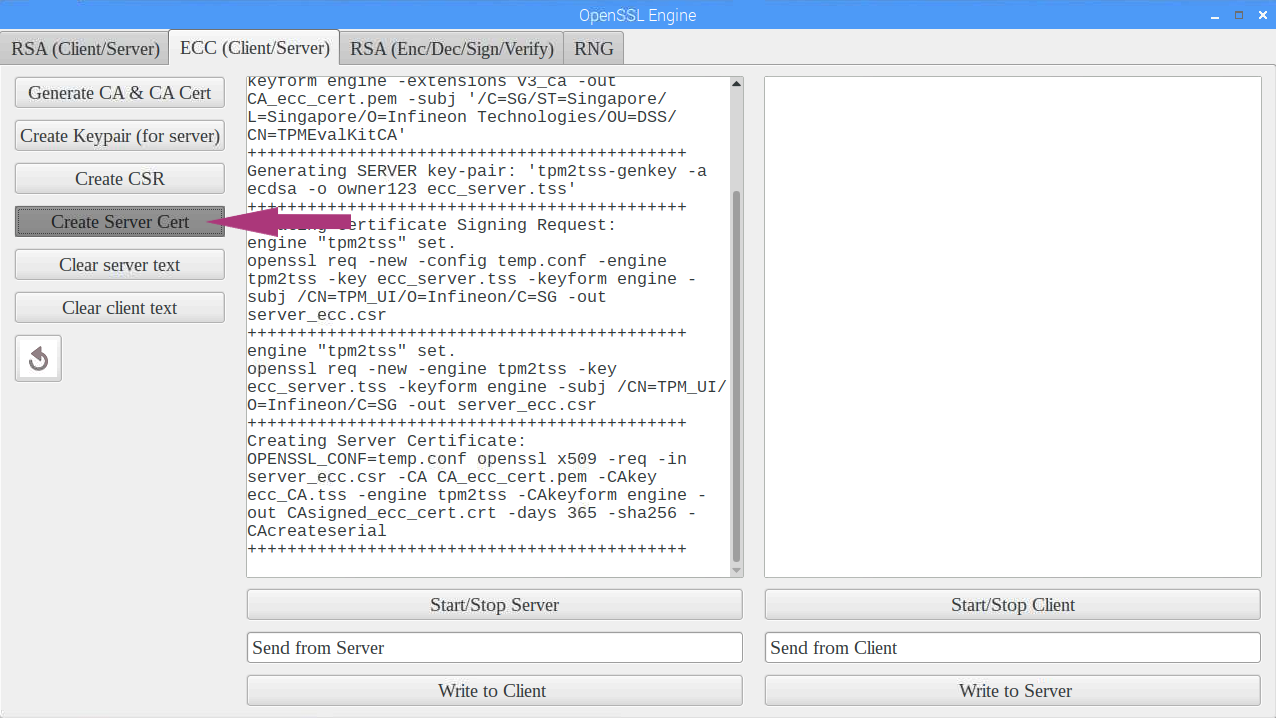 OpenSSL Engine
RSA (Client/Server)
ECC (Client/Server)
RSA (Enc/Dec/Sign/Verify)
RNG
Generate CA & CA Cert
Create Keypair (for server)
Create CSR
Create Server Cert
Clear server text
Clear client text
keyform engine -extensions v3_ca -out
CA_ecc_cert.pem -subj '/C=SG/ST=Singapore/
L=Singapore/O=Infineon Technologies/OU=DSS/
CN=TPMEvalKitCA'
++++++++++++++++++++++++++++++++++++++++++++
Generating SERVER key-pair: 'tpm2tss-genkey -a
ecdsa -o owner123 ecc_server.tss'
++++++++++++++++++++++++++++++++++++++++++++
Certificate Signing Request:
engine "tpm2tss" set.
openssl req -new -config temp.conf -engine
tpm2tss -key ecc_server.tss -keyform engine -
subj /CN=TPM_UI/O=Infineon/C=SG -out
server_ecc.csr
++++++++++++++++++++++++++++++++++++++++++++
engine "tpm2tss" set.
openssl req -new -engine tpm2tss -key
ecc_server.tss -keyform engine -subj /CN=TPM_UI/
O=Infineon/C=SG -out server_ecc.csr
++++++++++++++++++++++++++++++++++++++++++++
Creating Server Certificate:
OPENSSL_CONF=temp.conf openssl x509 -req -in
server_ecc.csr -CA CA_ecc_cert.pem -CAkey
ecc_CA.tss -engine tpm2tss -CAkeyform engine -
out CAsigned_ecc_cert.crt -days 365 -sha256 -
CAcreateserial
++++++++++++++++++++++++++++++++++++++++++++
Start/Stop Server
Send from Server
Write to Client
Start/Stop Client
Send from Client
Write to Server